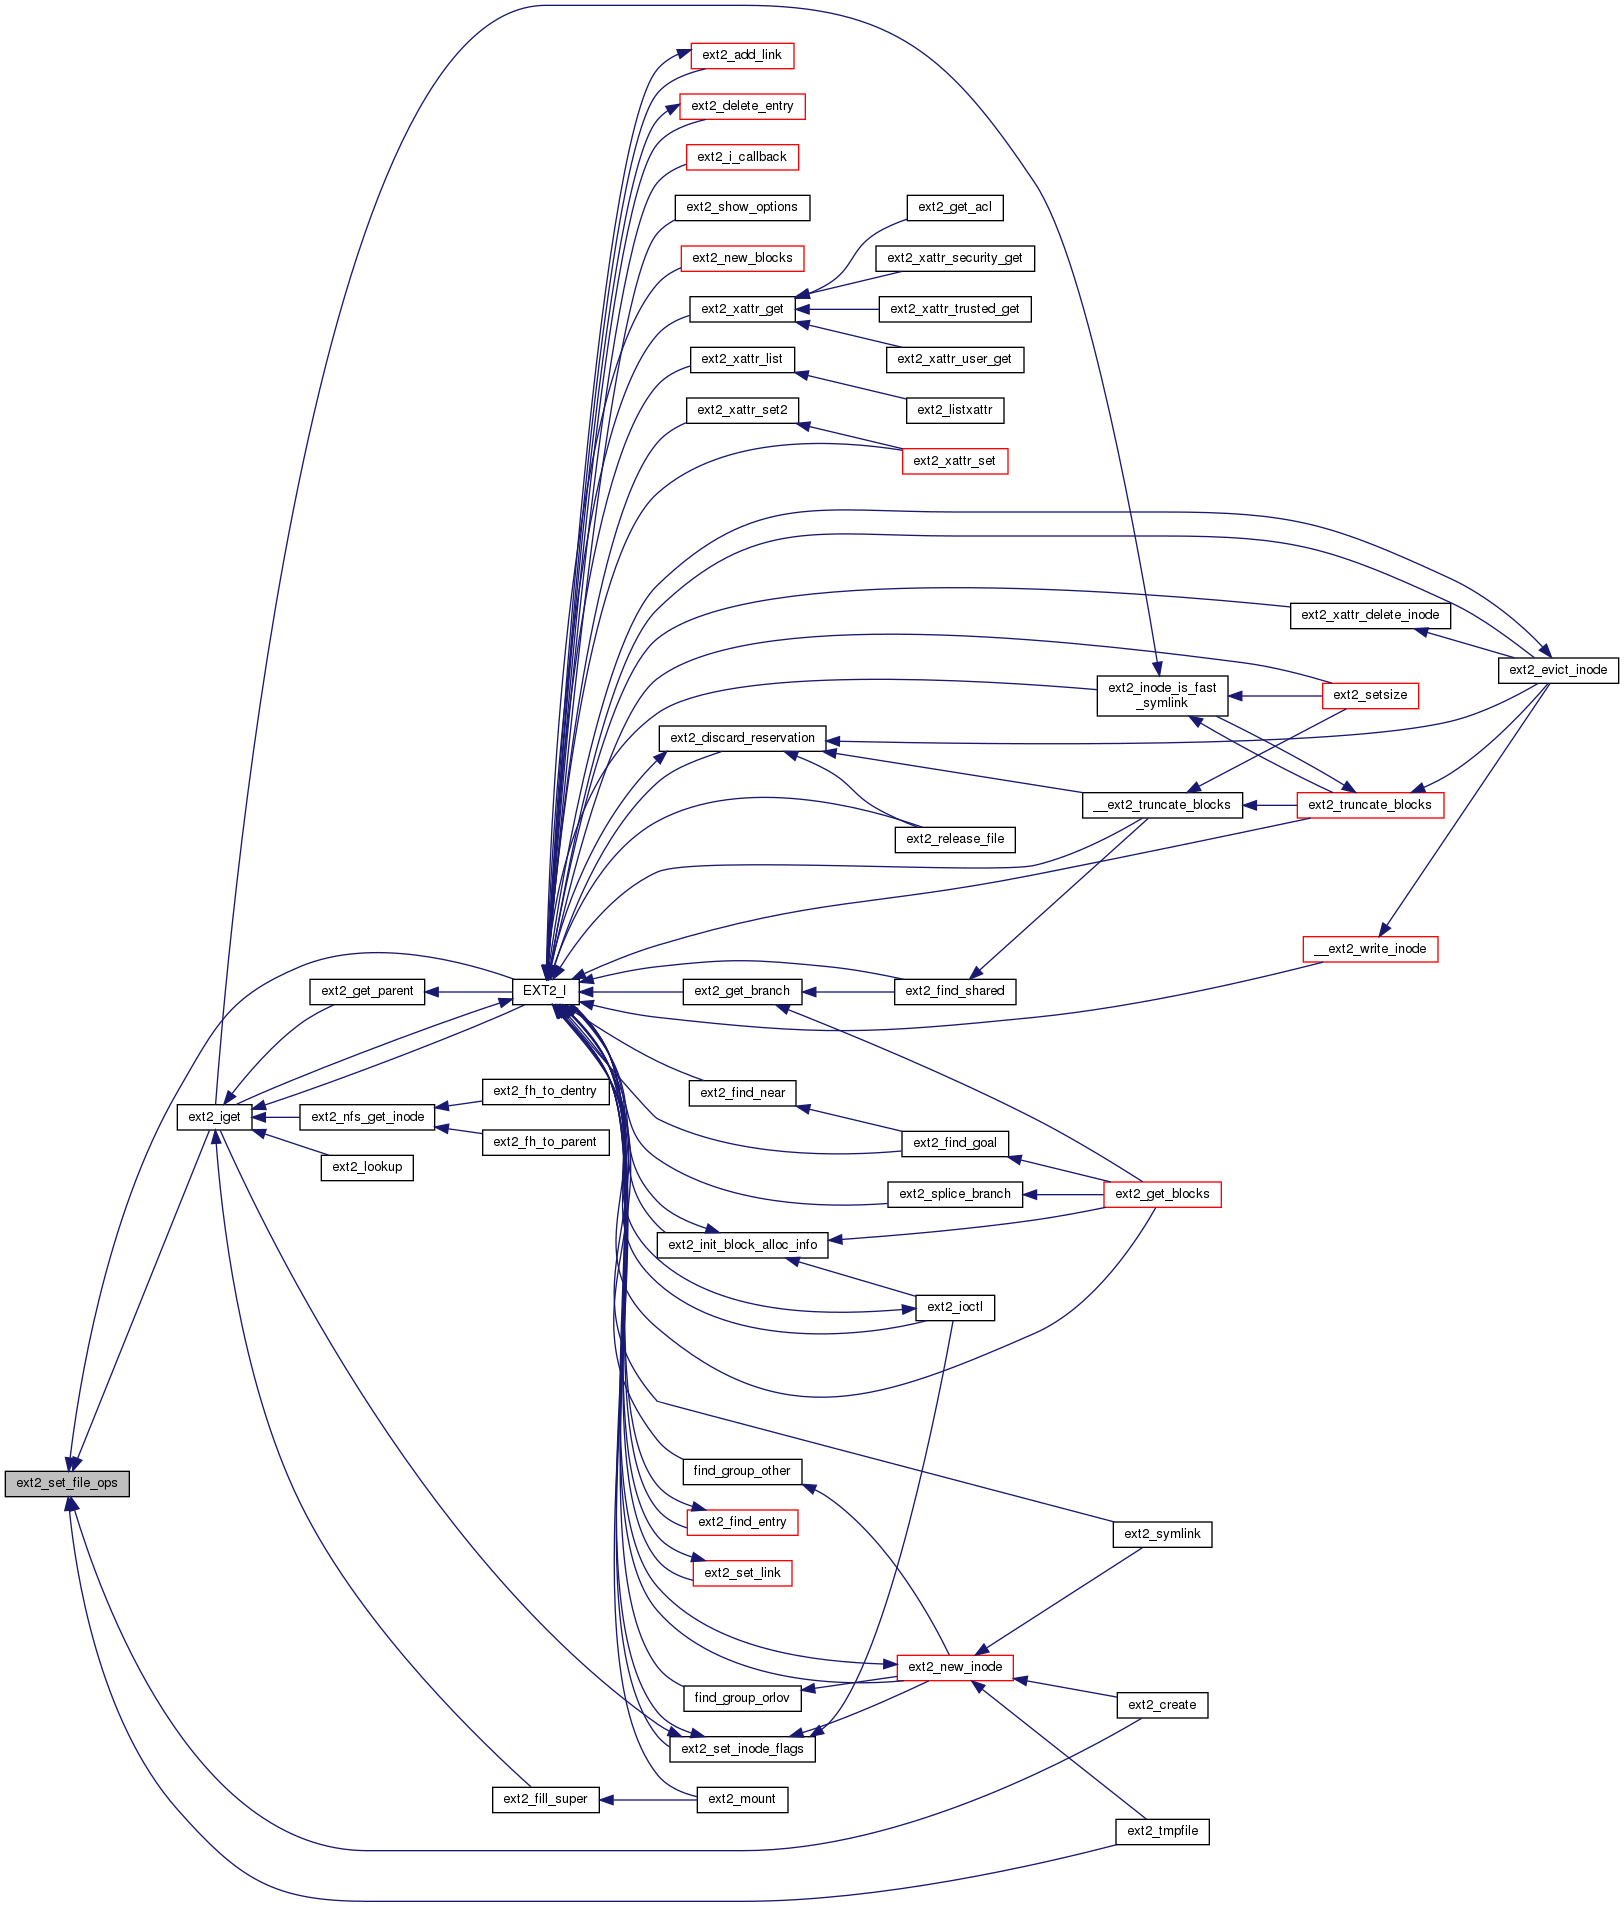 ext2_add_link
ext2_delete_entry
ext2_i_callback
ext2_show_options
ext2_get_acl
ext2_new_blocks
ext2_xattr_security_get
ext2_xattr_get
ext2_xattr_trusted_get
ext2_xattr_list
ext2_xattr_user_get
ext2_xattr_set2
ext2_listxattr
ext2_xattr_set
ext2_xattr_delete_inode
ext2_evict_inode
ext2_inode_is_fast
_symlink
ext2_setsize
ext2_discard_reservation
__ext2_truncate_blocks
ext2_truncate_blocks
ext2_release_file
__ext2_write_inode
ext2_get_parent
EXT2_I
ext2_get_branch
ext2_find_shared
ext2_fh_to_dentry
ext2_find_near
ext2_iget
ext2_nfs_get_inode
ext2_fh_to_parent
ext2_find_goal
ext2_lookup
ext2_splice_branch
ext2_get_blocks
ext2_init_block_alloc_info
ext2_ioctl
find_group_other
ext2_set_file_ops
ext2_find_entry
ext2_symlink
ext2_set_link
ext2_new_inode
find_group_orlov
ext2_create
ext2_set_inode_flags
ext2_fill_super
ext2_mount
ext2_tmpfile